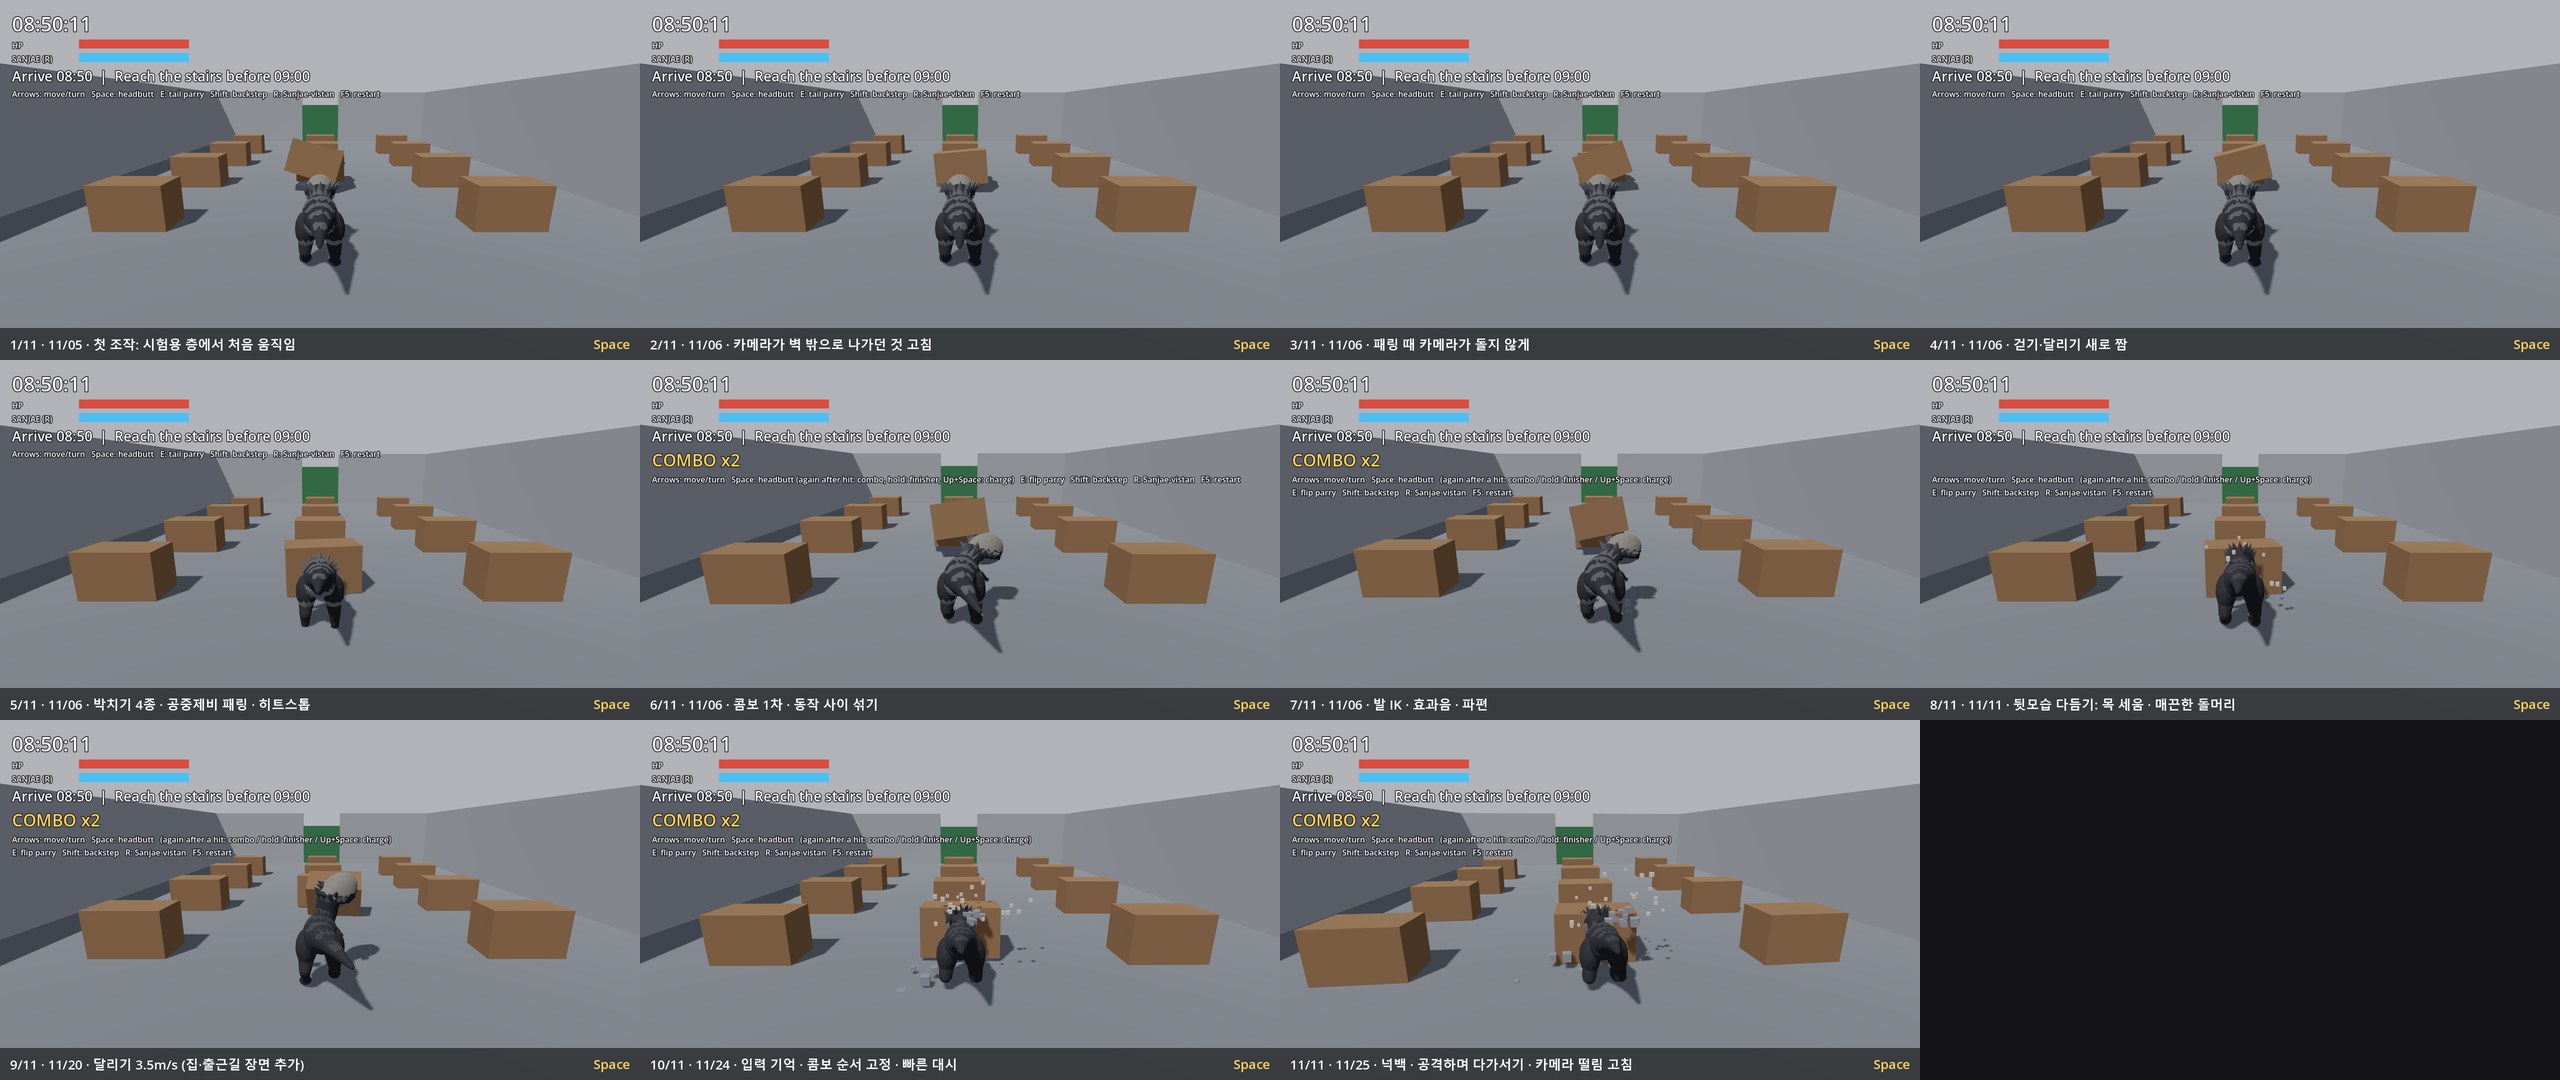 08:50:11
HP
SANJAE (R)
Arrive 08:50 | Reach the stairs before 09:00
Arrows: move/turn Space: headbutt E: tail parry Shift: backstep R: Sanjae-vistan F5: restart
1/11 · 11/05 · 첫 조작: 시험용 층에서 처음 움직임
Space
08:50:11
HP
SANJAE (R)
Arrive 08:50 | Reach the stairs before 09:00
Arrows: move/turn Space: headbutt E: tail parry Shift: backstep R: Sanjae-vistan F5: restart
2/11 · 11/06 · 카메라가 벽 밖으로 나가던 것 고침
Space
08:50:11
HP
SANJAE (R)
Arrive 08:50 | Reach the stairs before 09:00
Arrows: move/turn Space: headbutt E: tail parry Shift: backstep R: Sanjae-vistan F5: restart
3/11 · 11/06 · 패링 때 카메라가 돌지 않게
Space
08:50:11
HP
SANJAE (R)
Arrive 08:50 | Reach the stairs before 09:00
Arrows: move/turn Space: headbutt E: tail parry Shift: backstep R: Sanjae-vistan F5: restart
4/11 · 11/06 · 걷기·달리기 새로 짬
Space
08:50:11
HP
SANJAE (R)
Arrive 08:50 | Reach the stairs before 09:00
Arrows: move/turn Space: headbutt E: tail parry Shift: backstep R: Sanjae-vistan F5: restart
5/11 · 11/06 · 박치기 4종 · 공중제비 패링 · 히트스톱
Space
08:50:11
HP
SANJAE (R)
Arrive 08:50 | Reach the stairs before 09:00
COMBO x2
Arrows: move/turn Space: headbutt (again after hit: combo, hold: finisher, Up+Space: charge) E: flip parry Shift: backstep R: Sanjae-vistan F5: restart
6/11 · 11/06 · 콤보 1차 · 동작 사이 섞기
Space
08:50:11
HP
SANJAE (R)
Arrive 08:50 | Reach the stairs before 09:00
COMBO x2
Arrows: move/turn Space: headbutt (again after a hit: combo / hold: finisher / Up+Space: charge)
E: flip parry Shift: backstep R: Sanjae-vistan F5: restart
7/11 · 11/06 · 발 IK · 효과음 · 파편
Space
08:50:11
HP
SANJAE (R)
Arrive 08:50 | Reach the stairs before 09:00
Arrows: move/turn Space: headbutt (again after a hit: combo / hold: finisher / Up+Space: charge)
E: flip parry Shift: backstep R: Sanjae-vistan F5: restart
8/11 · 11/11 · 뒷모습 다듬기: 목 세움 · 매끈한 돌머리
Space
08:50:11
HP
SANJAE (R)
Arrive 08:50 | Reach the stairs before 09:00
COMBO x2
Arrows: move/turn Space: headbutt (again after a hit: combo / hold: finisher / Up+Space: charge)
E: flip parry Shift: backstep R: Sanjae-vistan F5: restart
9/11 · 11/20 · 달리기 3.5m/s (집·출근길 장면 추가)
Space
08:50:11
HP
SANJAE (R)
Arrive 08:50 | Reach the stairs before 09:00
COMBO x2
Arrows: move/turn Space: headbutt (again after a hit: combo / hold: finisher / Up+Space: charge)
E: flip parry Shift: backstep R: Sanjae-vistan F5: restart
10/11 · 11/24 · 입력 기억 · 콤보 순서 고정 · 빠른 대시
Space
08:50:11
HP
SANJAE (R)
Arrive 08:50 | Reach the stairs before 09:00
COMBO x2
Arrows: move/turn Space: headbutt (again after a hit: combo / hold: finisher / Up+Space: charge)
E: flip parry Shift: backstep R: Sanjae-vistan F5: restart
11/11 · 11/25 · 넉백 · 공격하며 다가서기 · 카메라 떨림 고침
Space